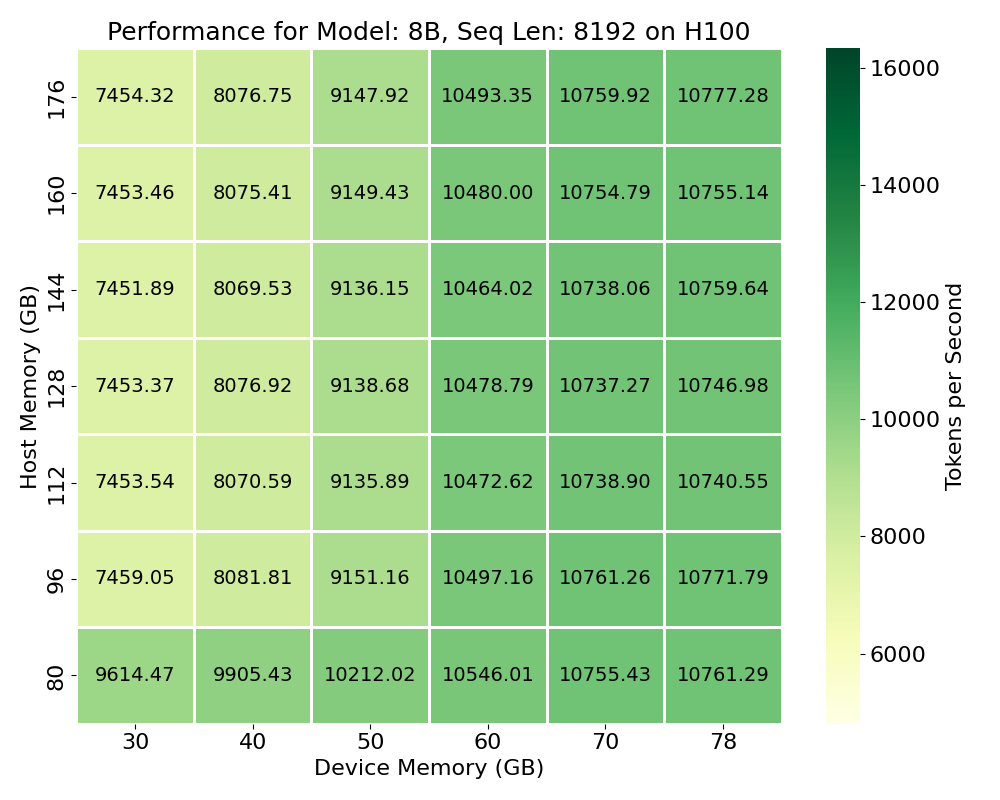 Performance for Model: 8B, Seq Len: 8192 on H100
Host Memory (GB)
176 7454.32 8076.75 9147.92 10493.35 10759.92 10777.28
160 7453.46 8075.41 9149.43 10480.00 10754.79 10755.14
144 7451.89 8069.53 9136.15 10464.02 10738.06 10759.64
128 7453.37 8076.92 9138.68 10478.79 10737.27 10746.98
112 7453.54 8070.59 9135.89 10472.62 10738.90 10740.55
96 7459.05 8081.81 9151.16 10497.16 10761.26 10771.79
80 9614.47 9905.43 10212.02 10546.01 10755.43 10761.29
30 40 50 60 70 78
Device Memory (GB)
16000
14000
12000
10000
8000
6000
Tokens per Second